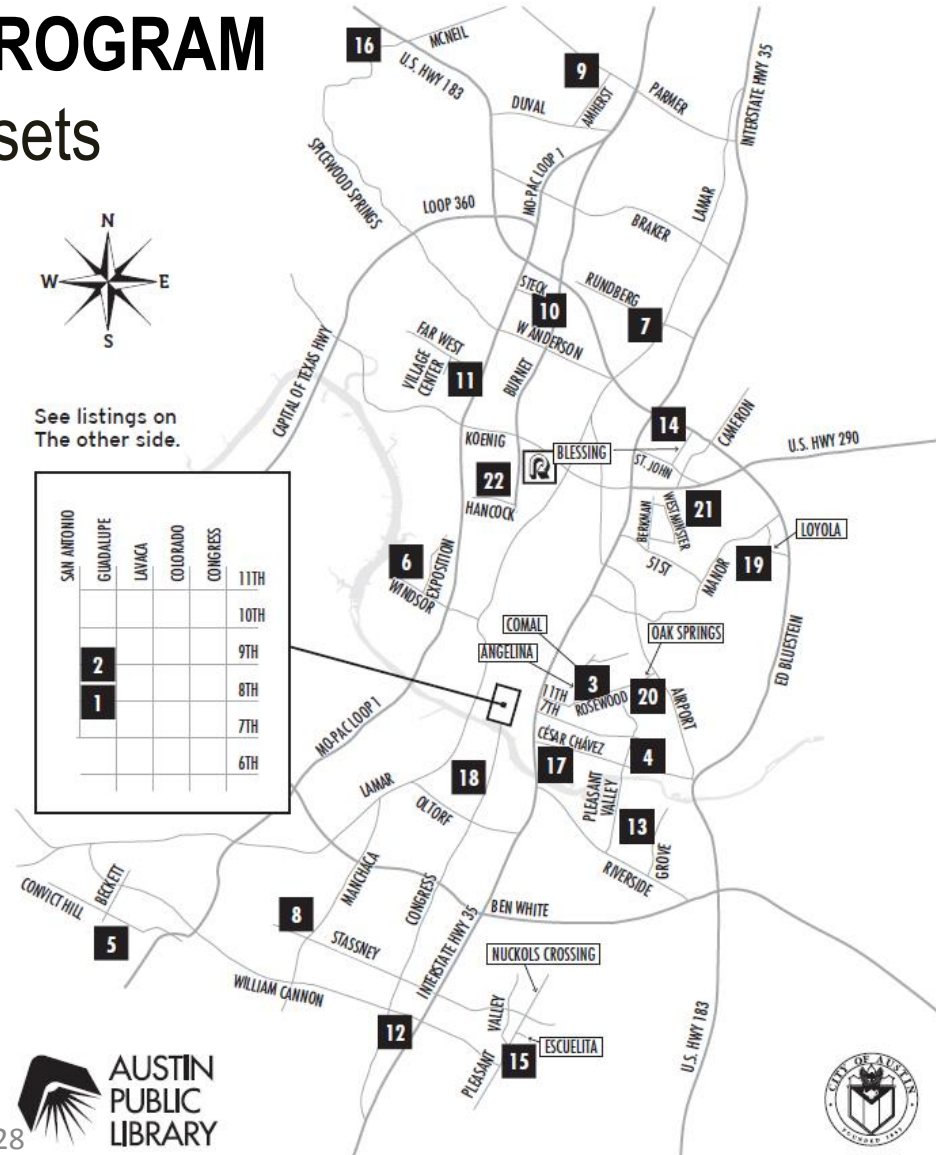 ROGRAM
sets
16
MCNEIL
U.S. HWY 183
9
DUVAL
AMHERST
PARMER
INTERSTATE HWY 35
SPICEWOOD SPRINGS
LOOP 360
MO-PAC LOOP 1
LAMAR
BRAKER
N
W
E
S
STECK
10
RUNDBERG
7
W ANDERSON
FAR WEST
VILLAGE
CENTER
11
BURNET
CAPITAL OF TEXAS HWY
See listings on
The other side.
14
CAMERON
KOENIG
BLESSING
ST. JOHN
U.S. HWY 290
22
R
HANCOCK
BERKMAN
WESTMINSTER
21
LOYOLA
6
EXPOSITION
WINDSOR
51ST
MANOR
19
SAN ANTONIO
GUADALUPE
LAVACA
COLORADO
CONGRESS
11TH
10TH
9TH
2
8TH
1
7TH
6TH
COMAL
ANGELINA
OAK SPRINGS
ED BLUESTEIN
3
11TH
7TH
ROSEWOOD
20
AIRPORT
MO-PAC LOOP 1
CÉSAR CHÁVEZ
4
17
18
LAMAR
OLTORF
PLEASANT
VALLEY
13
GROVE
RIVERSIDE
CONVICT HILL
BECKETT
5
MANCHACA
8
STASSNEY
CONGRESS
INTERSTATE HWY 35
BEN WHITE
NUCKOLS CROSSING
WILLIAM CANNON
12
VALLEY
PLEASANT
15
ESCUELITA
U.S. HWY 183
AUSTIN
PUBLIC
LIBRARY
28
CITY OF AUSTIN
FOUNDED 1839